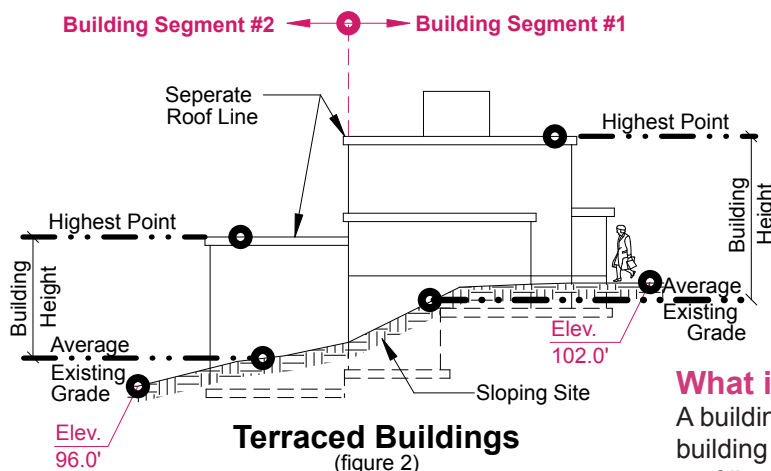 Building Segment #2
Building Segment #1
Seperate
Roof Line
Highest Point
Building
Height
Highest Point
Building
Height
Average
Existing
Grade
Average
Existing
Grade
Elev.
102.0'
Sloping Site
Elev.
96.0'
Terraced Buildings
(figure 2)
What i
A buildin
building